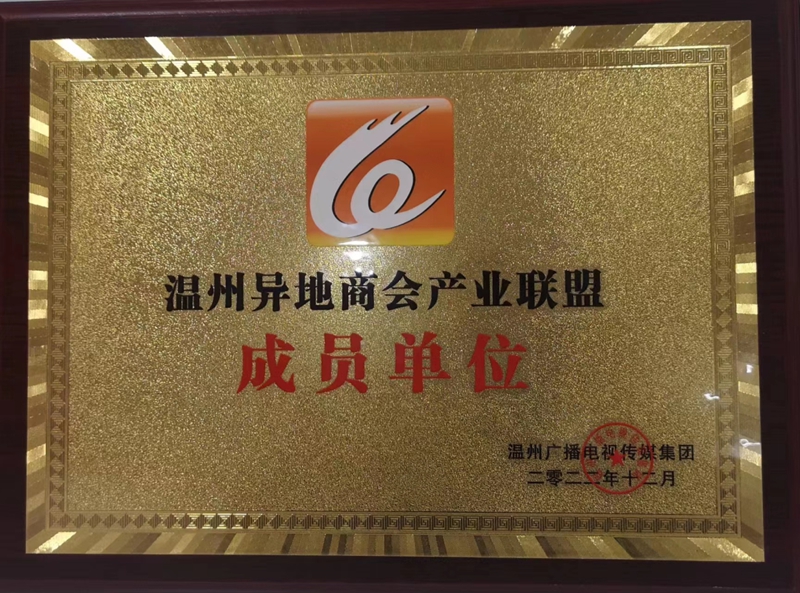 温州异地商会产业联盟
成员单位
温州广播电视传媒集团
二零二二年十二月